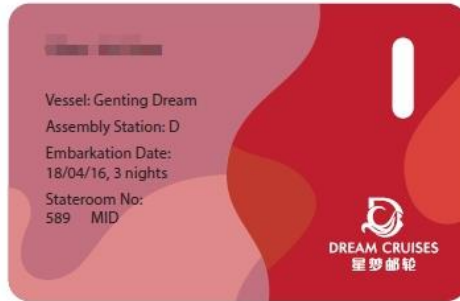 Vessel: Genting Dream
Assembly Station: D
Embarkation Date:
18/04/16, 3 nights
Stateroom No:
589 MID
DREAM CRUISES
星梦邮轮